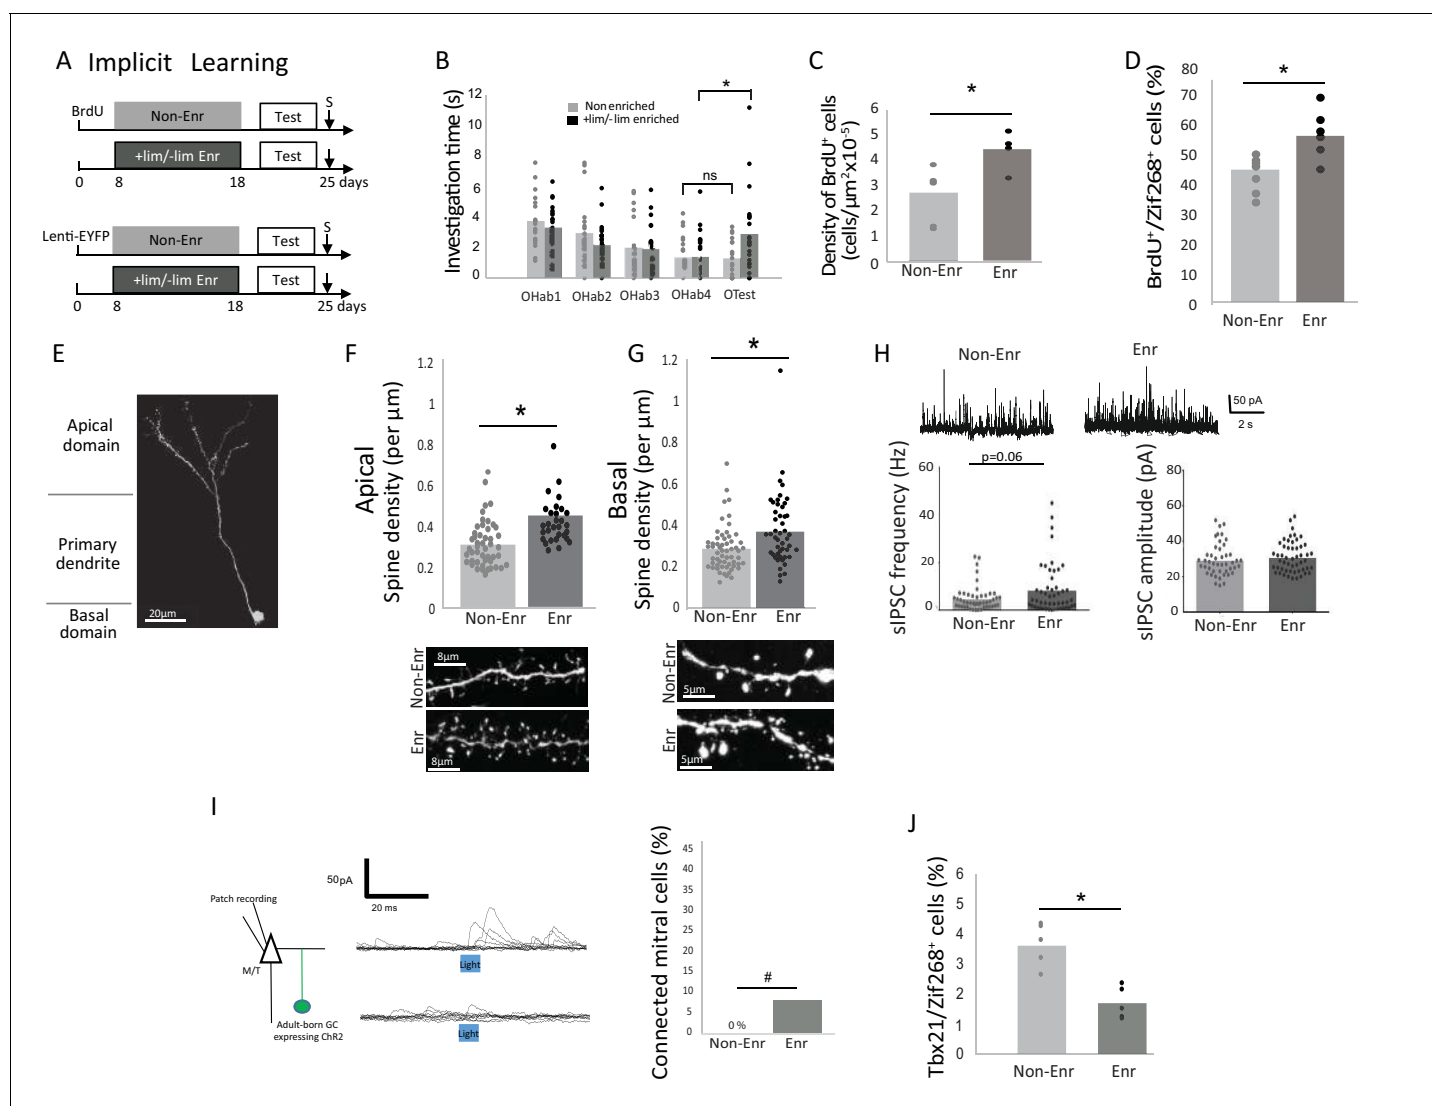 A Implicit Learning
BrdU
Non-Enr
Test
S
+lim/-lim Enr
Test
0 8 18 25 days
Lenti-EYFP
Non-Enr
Test
S
+lim/-lim Enr
Test
0 8 18 25 days
B
Investigation time (s)
12
10
8
6
4
2
0
Non enriched
+lim/-lim enriched
*
ns
OHab1 OHab2 OHab3 OHab4 OTest
C
Density of BrdU⁺ cells
(cells/µm²x10⁻⁵)
6
5
4
3
2
1
0
*
Non-Enr Enr
D
BrdU⁺/Zif268⁺ cells (%)
80
70
60
50
40
30
20
10
0
*
Non-Enr Enr
E
Apical
domain
Primary
dendrite
Basal
domain
20µm
F
Apical
Spine density (per µm)
1.2
1
0.8
0.6
0.4
0.2
0
*
Non-Enr Enr
Non-Enr
8µm
Enr
8µm
G
Basal
Spine density (per µm)
1.2
1
0.8
0.6
0.4
0.2
0
*
Non-Enr Enr
Non-Enr
5µm
Enr
5µm
H
Non-Enr Enr
50 pA
2 s
sIPSC frequency (Hz)
60
40
20
0
p=0.06
Non-Enr Enr
sIPSC amplitude (pA)
80
60
40
20
0
Non-Enr Enr
I
Patch recording
M/T
Adult-born GC
expressing ChR2
50pA
20 ms
Light
Light
Connected mitral cells (%)
45
40
35
30
25
20
15
10
5
0
#
0 %
Non-Enr Enr
J
Tbx21/Zif268⁺ cells (%)
6
5
4
3
2
1
0
*
Non-Enr Enr